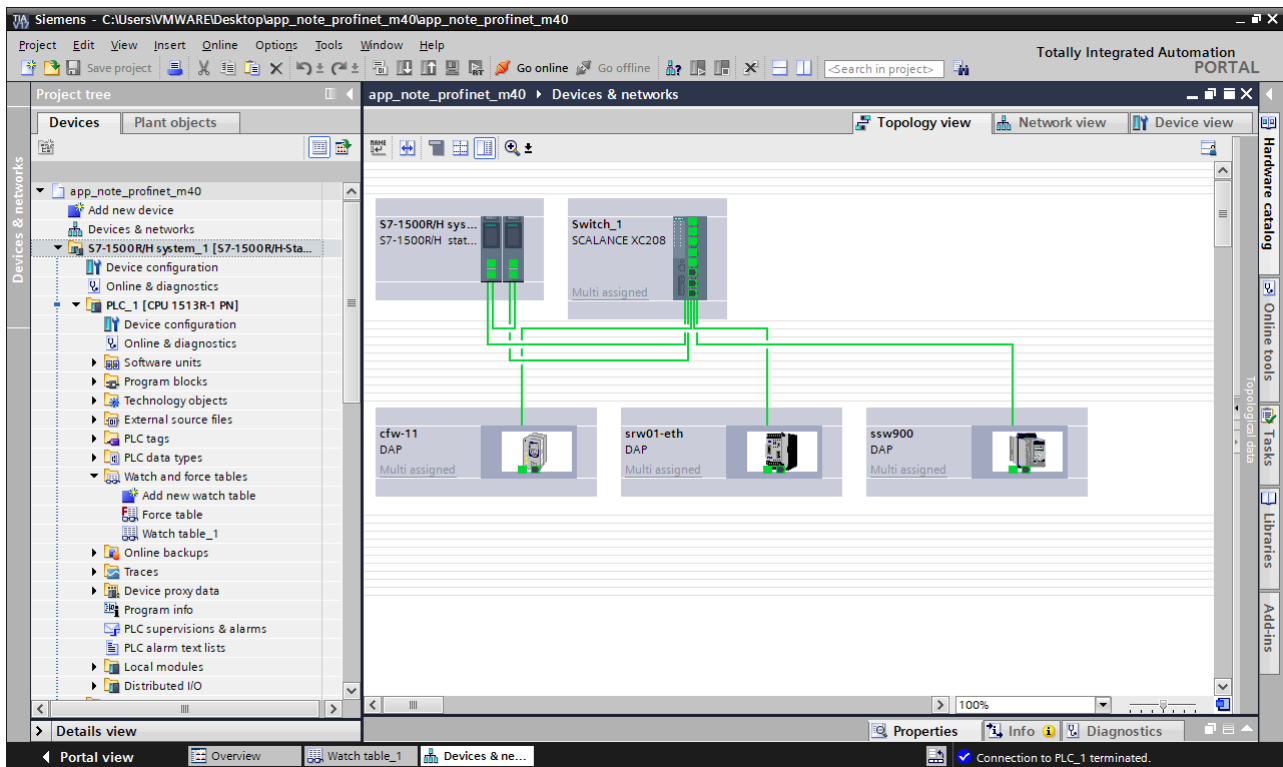 Siemens - C:\Users\VMWARE\Desktop\app_note_profinet_m40\app_note_profinet_m40
Project Edit View Insert Online Options Tools Window Help
Totally Integrated Automation
PORTAL
Save project
Go online
Go offline
<Search in project>
Project tree
app_note_profinet_m40 ▸ Devices & networks
Devices
Plant objects
Topology view
Network view
Device view
Devices & networks
app_note_profinet_m40
Add new device
Devices & networks
S7-1500R/H system_1 [S7-1500R/H-Sta...
Device configuration
Online & diagnostics
PLC_1 [CPU 1513R-1 PN]
Device configuration
Online & diagnostics
Software units
Program blocks
Technology objects
External source files
PLC tags
PLC data types
Watch and force tables
Add new watch table
Force table
Watch table_1
Online backups
Traces
Device proxy data
Program info
PLC supervisions & alarms
PLC alarm text lists
Local modules
Distributed I/O
Details view
S7-1500R/H sys...
S7-1500R/H stat...
Switch_1
SCALANCE XC208
Multi assigned
cfw-11
DAP
Multi assigned
srw01-eth
DAP
Multi assigned
ssw900
DAP
Multi assigned
100%
Topological data
Hardware catalog
Online tools
Tasks
Libraries
Add-ins
Properties
Info
Diagnostics
Portal view
Overview
Watch table_1
Devices & ne...
Connection to PLC_1 terminated.